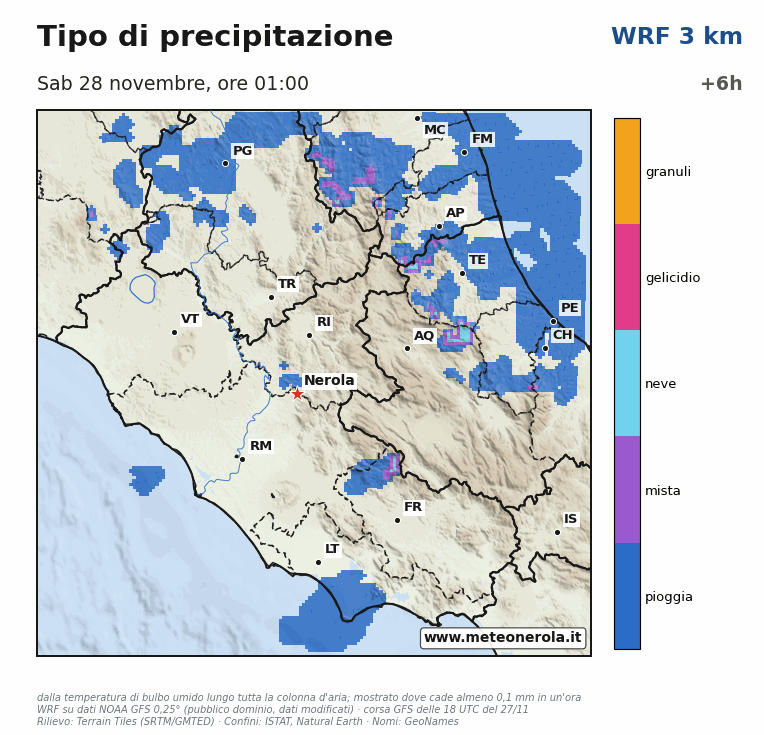 Tipo di precipitazione
WRF 3 km
Sab 28 novembre, ore 01:00
+6h
MC
FM
PG
AP
TE
TR
PE
VT
RI
AQ
CH
Nerola
RM
FR
IS
LT
www.meteonerola.it
granuli
gelicidio
neve
mista
pioggia
dalla temperatura di bulbo umido lungo tutta la colonna d'aria; mostrato dove cade almeno 0,1 mm in un'ora
WRF su dati NOAA GFS 0,25° (pubblico dominio, dati modificati) · corsa GFS delle 18 UTC del 27/11
Rilievo: Terrain Tiles (SRTM/GMTED) · Confini: ISTAT, Natural Earth · Nomi: GeoNames